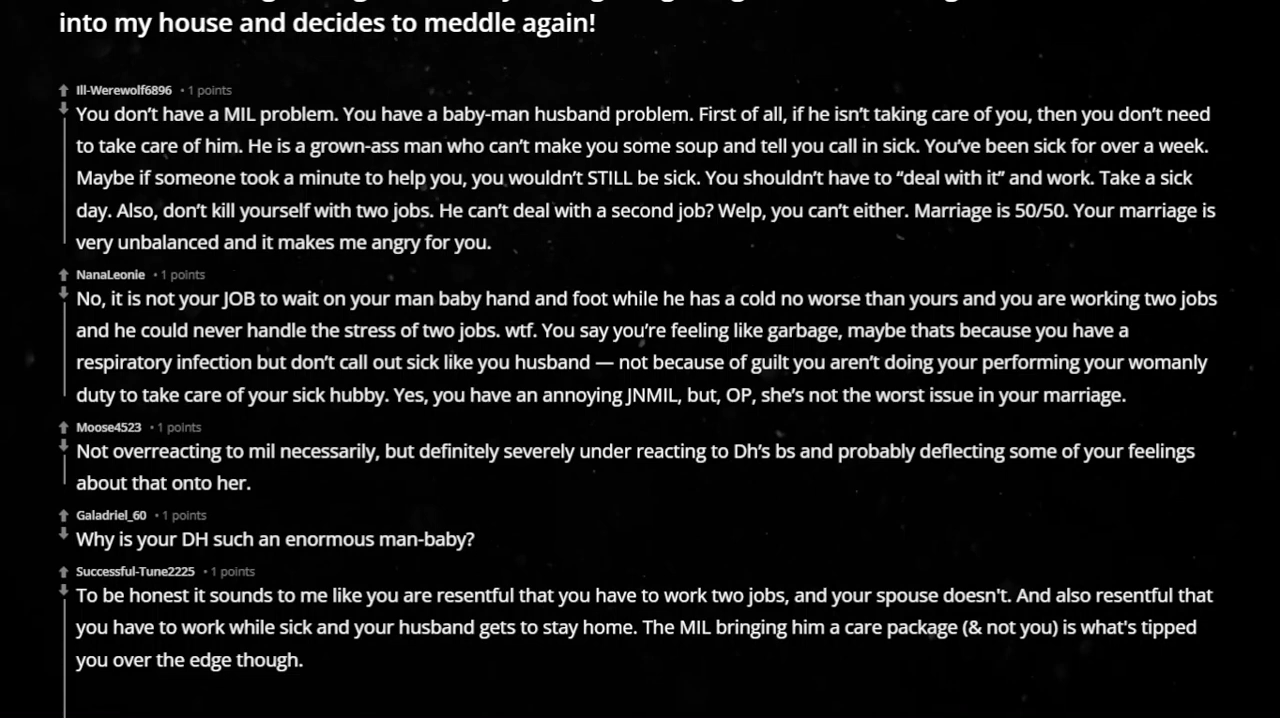 into my house and decides to meddle again!
Ill-Werewolf6896 • 1 points
You don’t have a MIL problem. You have a baby-man husband problem. First of all, if he isn’t taking care of you, then you don’t need
to take care of him. He is a grown-ass man who can’t make you some soup and tell you call in sick. You’ve been sick for over a week.
Maybe if someone took a minute to help you, you wouldn’t STILL be sick. You shouldn’t have to “deal with it” and work. Take a sick
day. Also, don’t kill yourself with two jobs. He can’t deal with a second job? Welp, you can’t either. Marriage is 50/50. Your marriage is
very unbalanced and it makes me angry for you.
NanaLeonie • 1 points
No, it is not your JOB to wait on your man baby hand and foot while he has a cold no worse than yours and you are working two jobs
and he could never handle the stress of two jobs. wtf. You say you’re feeling like garbage, maybe thats because you have a
respiratory infection but don’t call out sick like you husband — not because of guilt you aren’t doing your performing your womanly
duty to take care of your sick hubby. Yes, you have an annoying JNMIL, but, OP, she’s not the worst issue in your marriage.
Moose4523 • 1 points
Not overreacting to mil necessarily, but definitely severely under reacting to Dh’s bs and probably deflecting some of your feelings
about that onto her.
Galadriel_60 • 1 points
Why is your DH such an enormous man-baby?
Successful-Tune2225 • 1 points
To be honest it sounds to me like you are resentful that you have to work two jobs, and your spouse doesn't. And also resentful that
you have to work while sick and your husband gets to stay home. The MIL bringing him a care package (& not you) is what's tipped
you over the edge though.